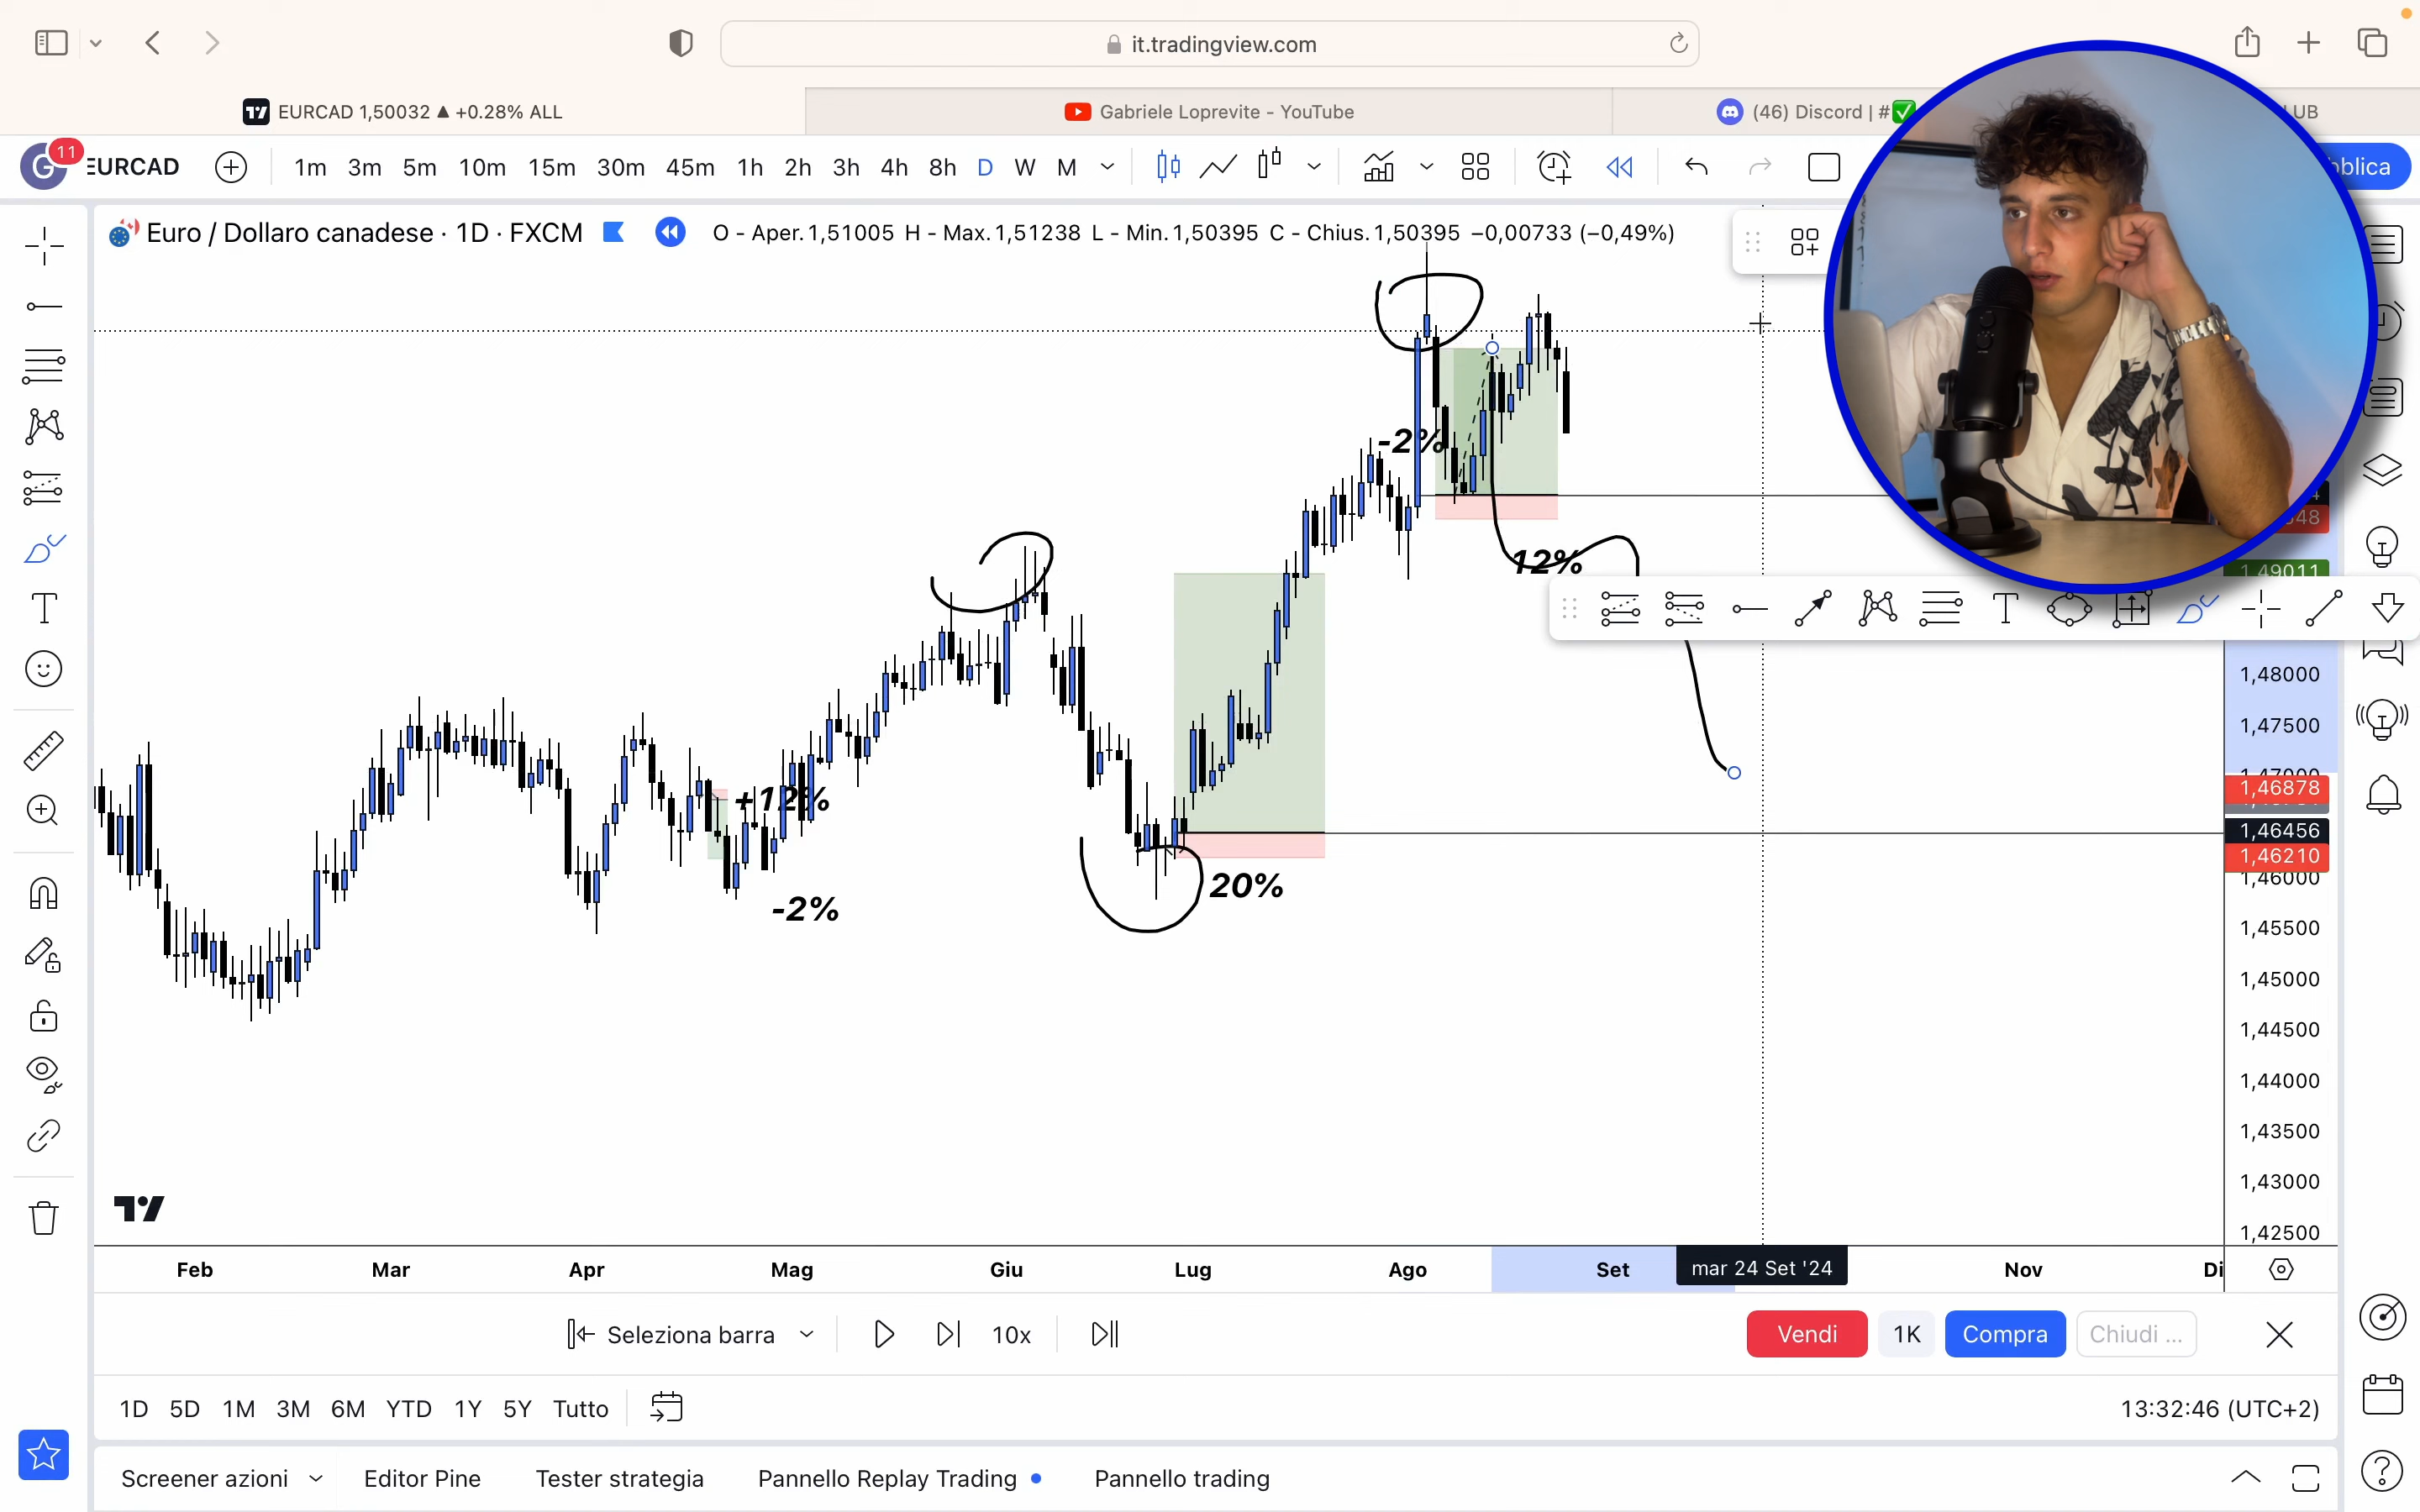 it.tradingview.com
EURCAD 1,50032 ▲ +0.28% ALL
Gabriele Loprevite - YouTube
(46) Discord | #✅
UB
G
11
EURCAD
1m 3m 5m 10m 15m 30m 45m 1h 2h 3h 4h 8h D W M
blica
Euro / Dollaro canadese · 1D · FXCM
O - Aper. 1,51005 H - Max. 1,51238 L - Min. 1,50395 C - Chius. 1,50395 −0,00733 (−0,49%)
-2%
12%
+12%
-2%
20%
48
1,49011
1,48000
1,47500
1,46878
1,46456
1,46210
1,46000
1,45500
1,45000
1,44500
1,44000
1,43500
1,43000
1,42500
Feb Mar Apr Mag Giu Lug Ago Set mar 24 Set '24 Nov Di
Seleziona barra 10x
Vendi 1K Compra Chiudi ...
1D 5D 1M 3M 6M YTD 1Y 5Y Tutto
13:32:46 (UTC+2)
Screener azioni Editor Pine Tester strategia Pannello Replay Trading Pannello trading